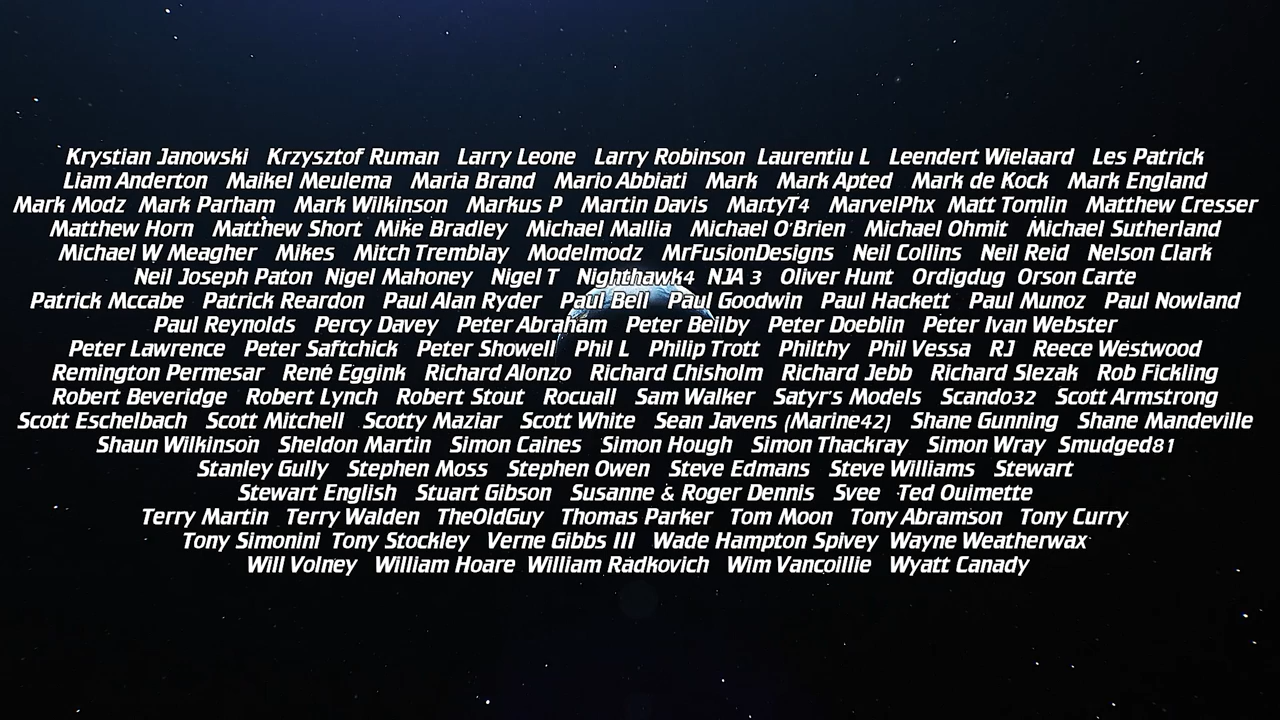 Krystian Janowski Krzysztof Ruman Larry Leone Larry Robinson Laurentiu L Leendert Wielaard Les Patrick
Liam Anderton Maikel Meulema Maria Brand Mario Abbiati Mark Mark Apted Mark de Kock Mark England
Mark Modz Mark Parham Mark Wilkinson Markus P Martin Davis MartyT4 MarvelPhx Matt Tomlin Matthew Cresser
Matthew Horn Matthew Short Mike Bradley Michael Mallia Michael O'Brien Michael Ohmit Michael Sutherland
Michael W Meagher Mikes Mitch Tremblay Modelmodz MrFusionDesigns Neil Collins Neil Reid Nelson Clark
Neil Joseph Paton Nigel Mahoney Nigel T Nighthawk4 NJA 3 Oliver Hunt Ordigdug Orson Carte
Patrick Mccabe Patrick Reardon Paul Alan Ryder Paul Bell Paul Goodwin Paul Hackett Paul Munoz Paul Nowland
Paul Reynolds Percy Davey Peter Abraham Peter Beilby Peter Doeblin Peter Ivan Webster
Peter Lawrence Peter Saftchick Peter Showell Phil L Philip Trott Philthy Phil Vessa RJ Reece Westwood
Remington Permesar René Eggink Richard Alonzo Richard Chisholm Richard Jebb Richard Slezak Rob Fickling
Robert Beveridge Robert Lynch Robert Stout Rocuall Sam Walker Satyr's Models Scando32 Scott Armstrong
Scott Eschelbach Scott Mitchell Scotty Maziar Scott White Sean Javens (Marine42) Shane Gunning Shane Mandeville
Shaun Wilkinson Sheldon Martin Simon Caines Simon Hough Simon Thackray Simon Wray Smudged81
Stanley Gully Stephen Moss Stephen Owen Steve Edmans Steve Williams Stewart
Stewart English Stuart Gibson Susanne & Roger Dennis Svee Ted Ouimette
Terry Martin Terry Walden TheOldGuy Thomas Parker Tom Moon Tony Abramson Tony Curry
Tony Simonini Tony Stockley Verne Gibbs III Wade Hampton Spivey Wayne Weatherwax
Will Volney William Hoare William Radkovich Wim Vancoillie Wyatt Canady